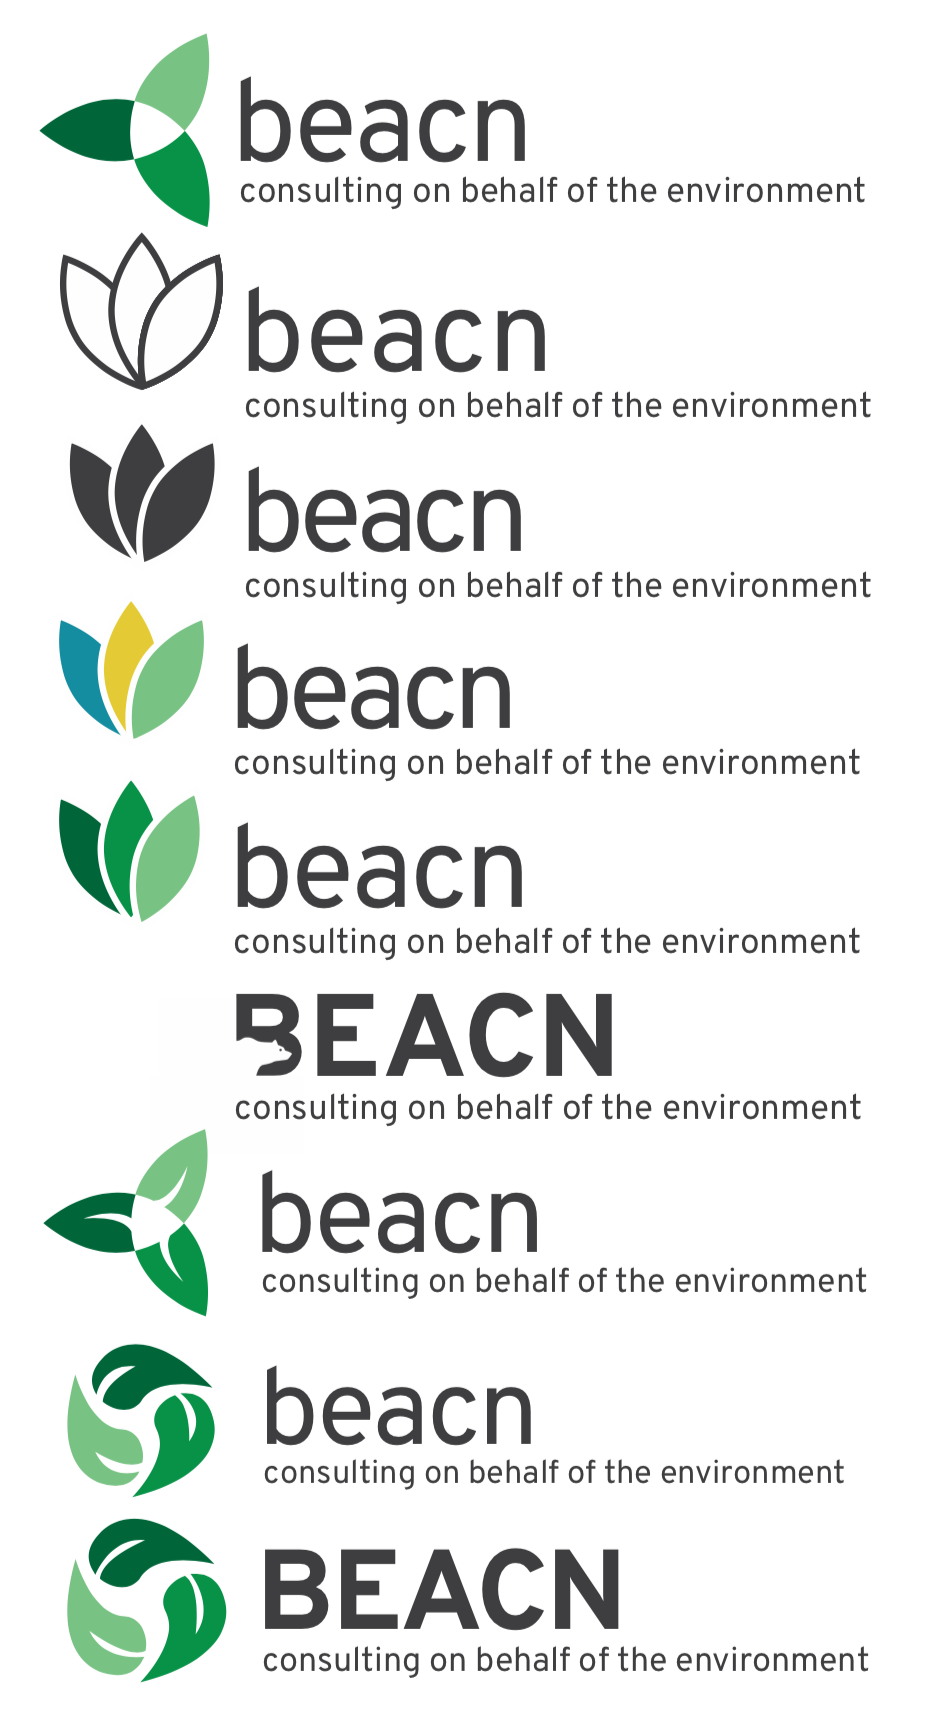 beacn
consulting on behalf of the environment
beacn
consulting on behalf of the environment
beacn
consulting on behalf of the environment
beacn
consulting on behalf of the environment
beacn
consulting on behalf of the environment
BEACN
consulting on behalf of the environment
beacn
consulting on behalf of the environment
beacn
consulting on behalf of the environment
BEACN
consulting on behalf of the environment